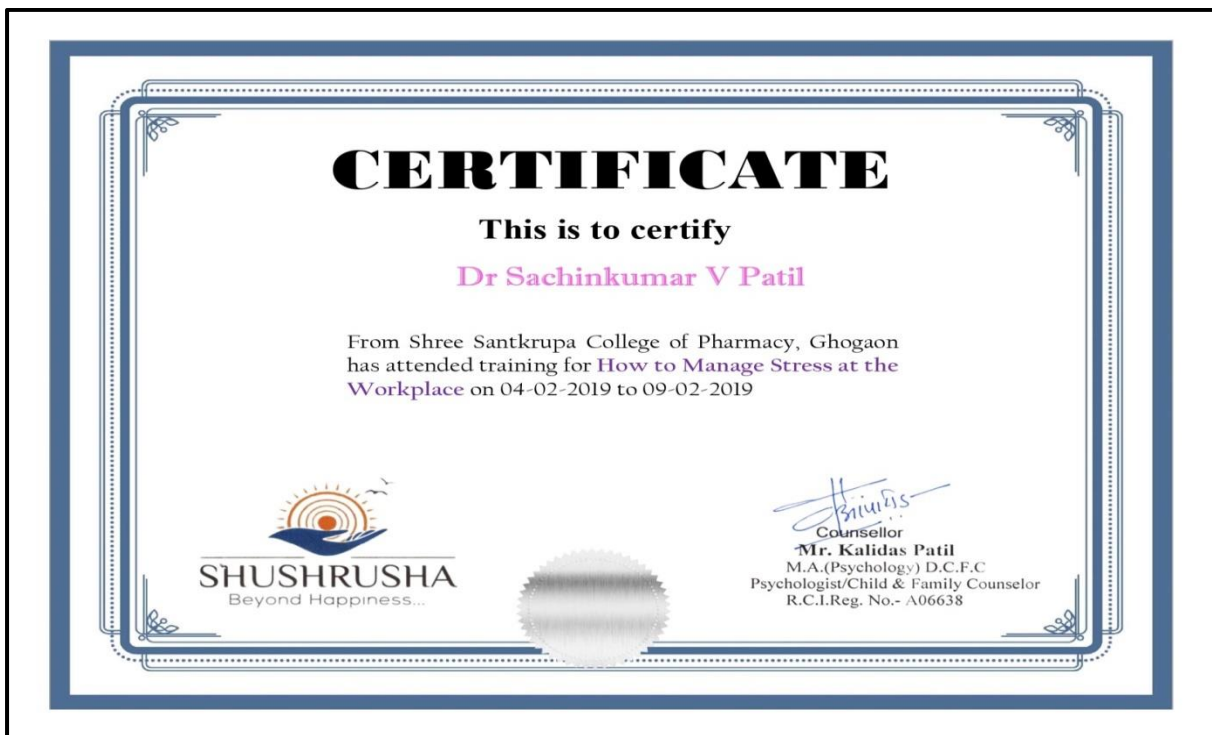 CERTIFICATE
This is to certify
Dr Sachinkumar V Patil
From Shree Santkrupa College of Pharmacy, Ghogaon
has attended training for How to Manage Stress at the
Workplace on 04-02-2019 to 09-02-2019
SHUSHRUSHA
Beyond Happiness...
Counsellor
Mr. Kalidas Patil
M.A.(Psychology) D.C.F.C
Psychologist/Child & Family Counselor
R.C.I.Reg. No.- A06638